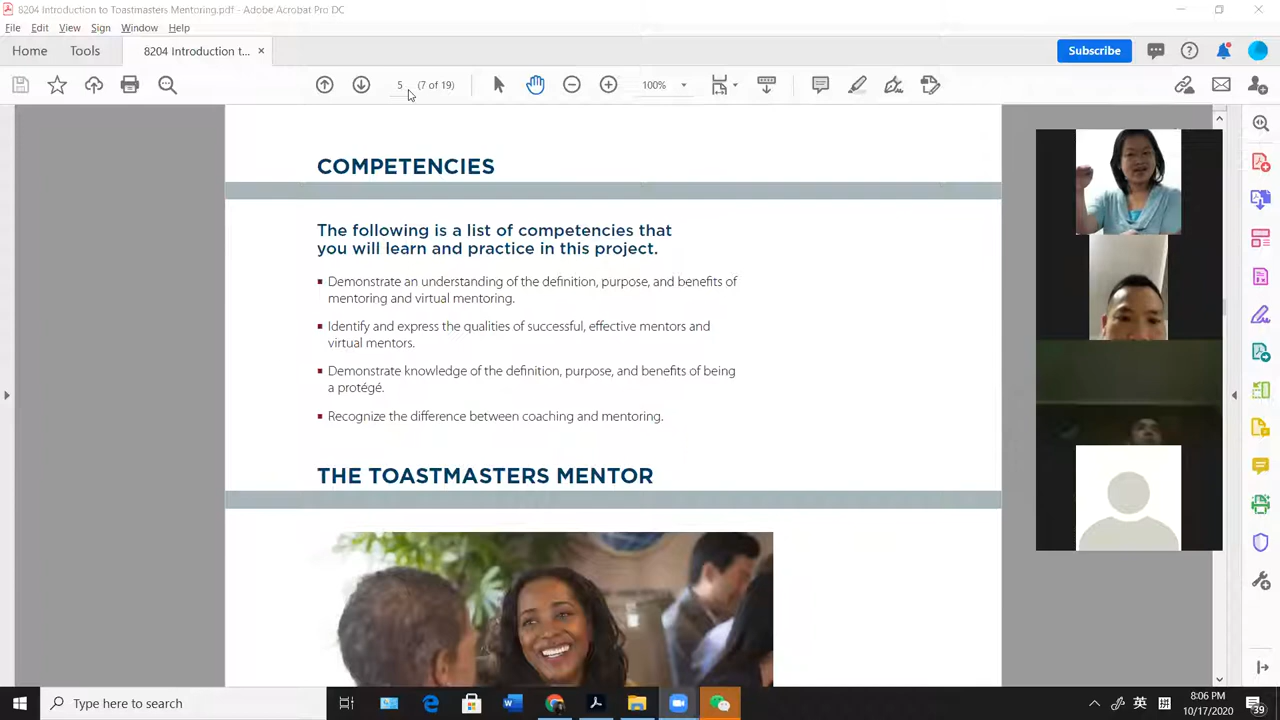 8204 Introduction to Toastmasters Mentoring.pdf - Adobe Acrobat Pro DC
File Edit View Sign Window Help
Home Tools 8204 Introduction t... × Subscribe
5 (7 of 19) 100%
COMPETENCIES
The following is a list of competencies that
you will learn and practice in this project.
Demonstrate an understanding of the definition, purpose, and benefits of
mentoring and virtual mentoring.
Identify and express the qualities of successful, effective mentors and
virtual mentors.
Demonstrate knowledge of the definition, purpose, and benefits of being
a protégé.
Recognize the difference between coaching and mentoring.
THE TOASTMASTERS MENTOR
Type here to search
英 拼
8:06 PM
10/17/2020
39